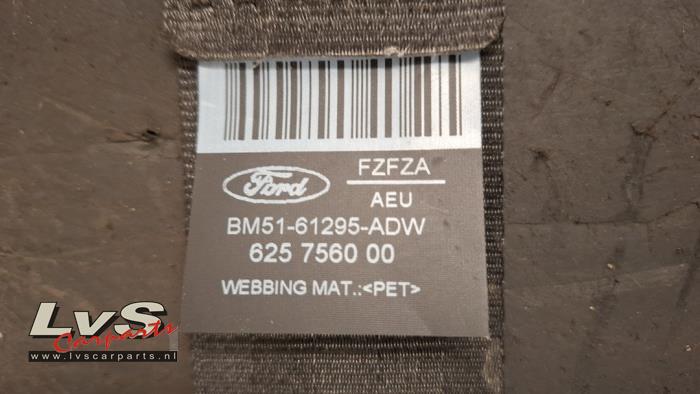 Ford
FZFZA
AEU
BM51-61295-ADW
625 7560 00
WEBBING MAT.:<PET>
LvS
Carparts
www.lvscarparts.nl